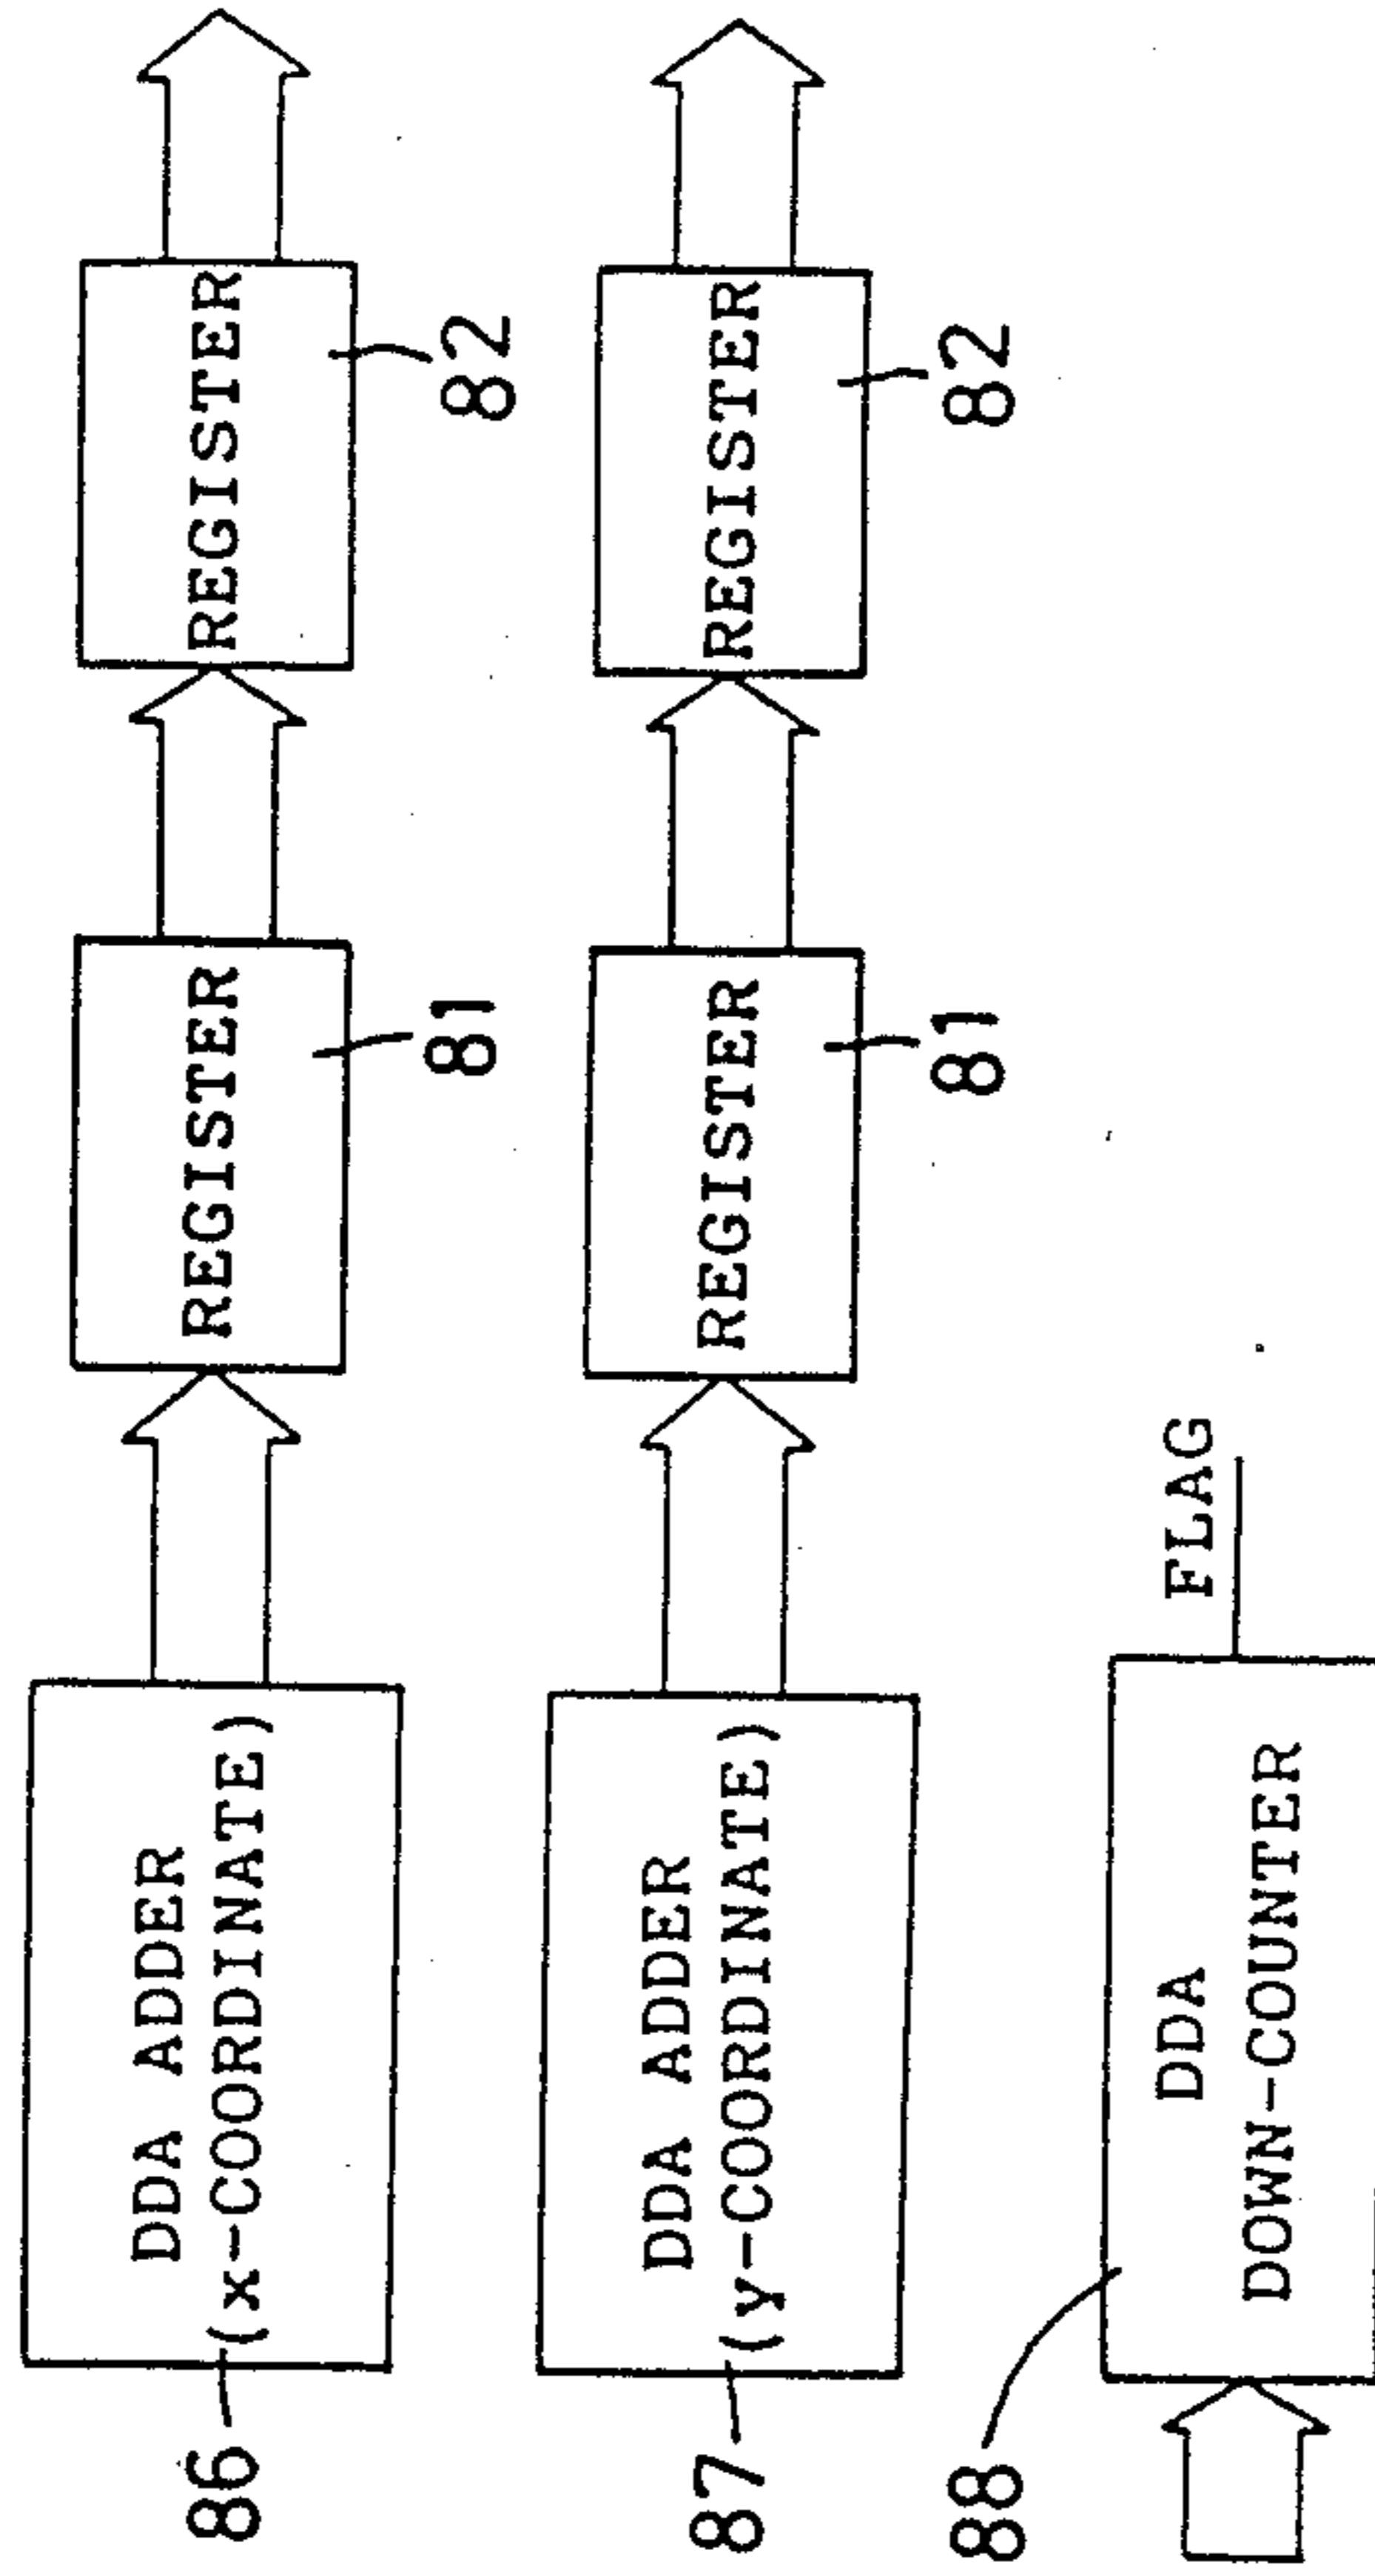 86
DDA ADDER
(x-COORDINATE)
REGISTER
81
REGISTER
82
87
DDA ADDER
(y-COORDINATE)
REGISTER
81
REGISTER
82
88
DDA
DOWN-COUNTER
FLAG